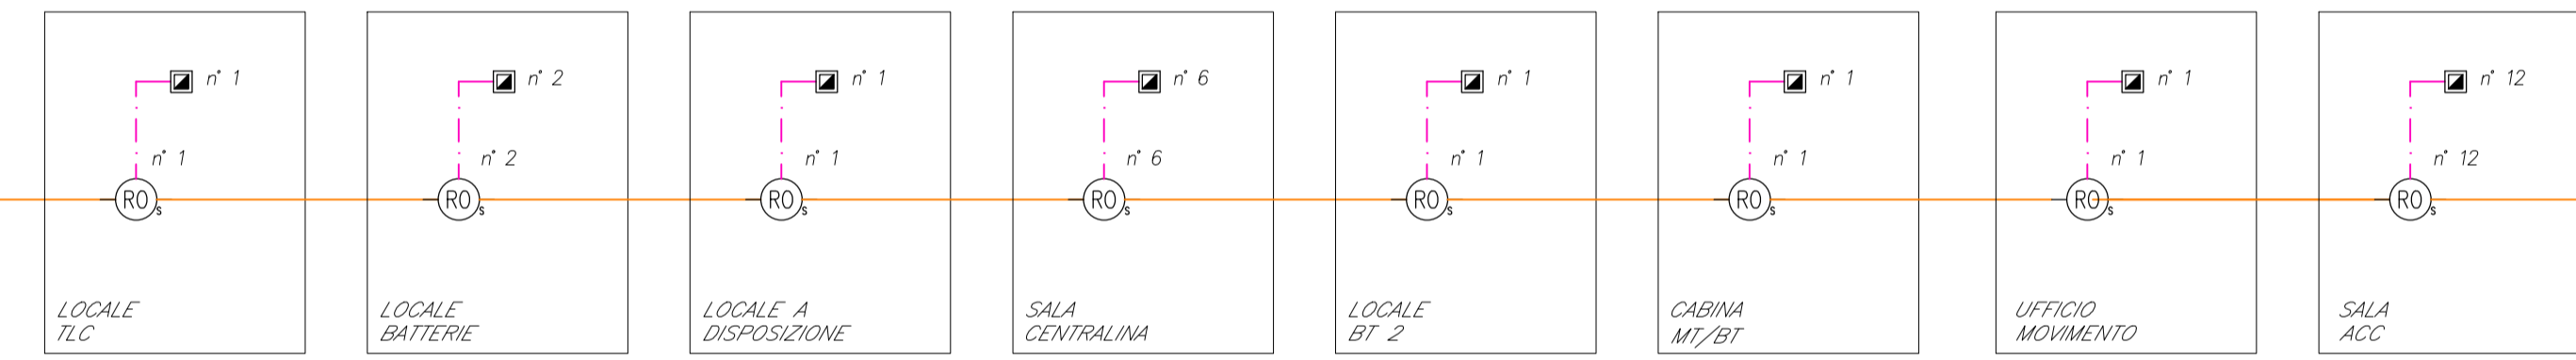 n° 1
n° 1
RO s
LOCALE
TLC
n° 2
n° 2
RO s
LOCALE
BATTERIE
n° 1
n° 1
RO s
LOCALE A
DISPOSIZIONE
n° 6
n° 6
RO s
SALA
CENTRALINA
n° 1
n° 1
RO s
LOCALE
BT 2
n° 1
n° 1
RO s
CABINA
MT/BT
n° 1
n° 1
RO s
UFFICIO
MOVIMENTO
n° 12
n° 12
RO s
SALA
ACC